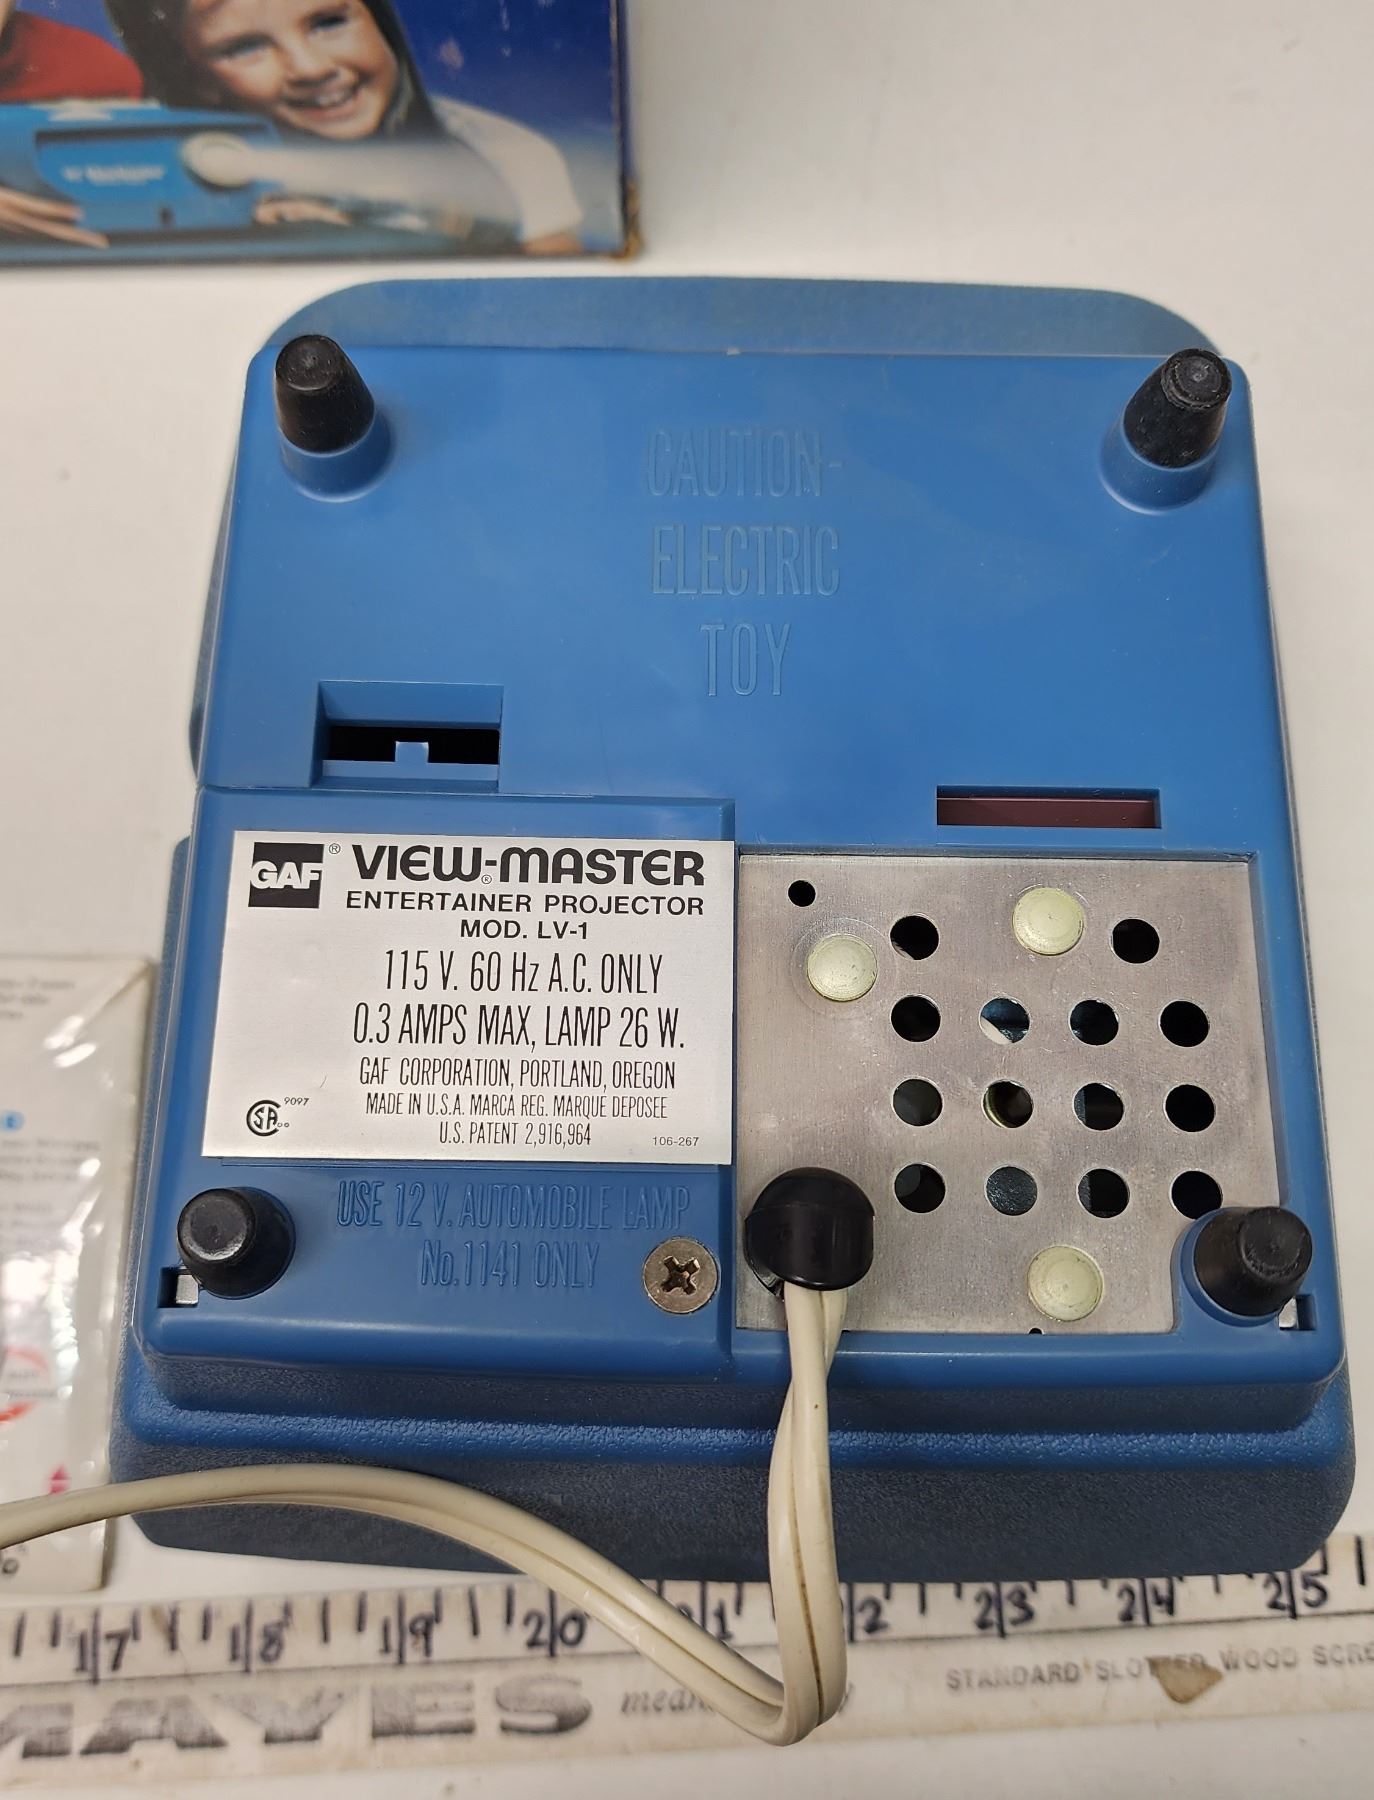 CAUTION-
ELECTRIC
TOY
GAF® VIEW-MASTER®
ENTERTAINER PROJECTOR
MOD. LV-1
115 V. 60 Hz A.C. ONLY
0.3 AMPS MAX, LAMP 26 W.
GAF CORPORATION, PORTLAND, OREGON
MADE IN U.S.A. MARCA REG. MARQUE DEPOSEE
U.S. PATENT 2,916,964
106-267
CSA 9097
USE 12 V. AUTOMOBILE LAMP
No. 1141 ONLY
17 18 19 20 21 22 23 24 25
STANDARD SLOTTED WOOD SCRE
MAYES